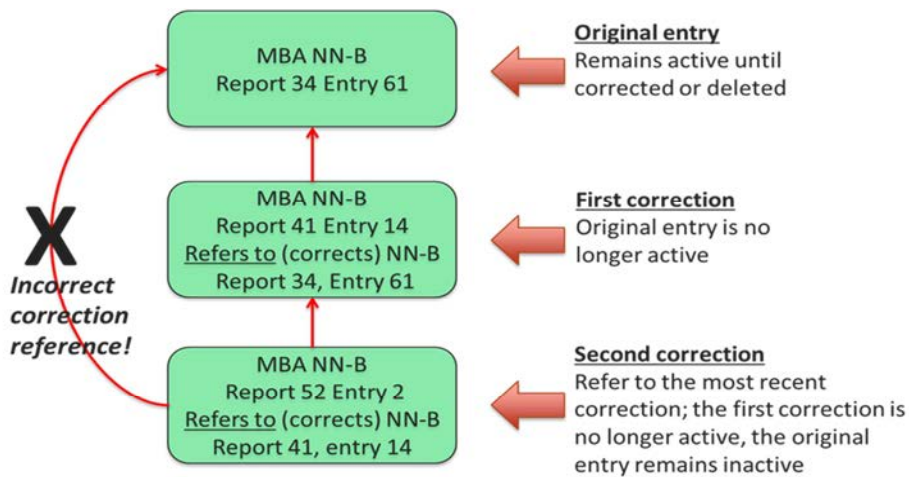 MBA NN-B
Report 34 Entry 61
Original entry
Remains active until
corrected or deleted
MBA NN-B
Report 41 Entry 14
Refers to (corrects) NN-B
Report 34, Entry 61
First correction
Original entry is no
longer active
X
Incorrect
correction
reference!
MBA NN-B
Report 52 Entry 2
Refers to (corrects) NN-B
Report 41, entry 14
Second correction
Refer to the most recent
correction; the first correction is
no longer active, the original
entry remains inactive